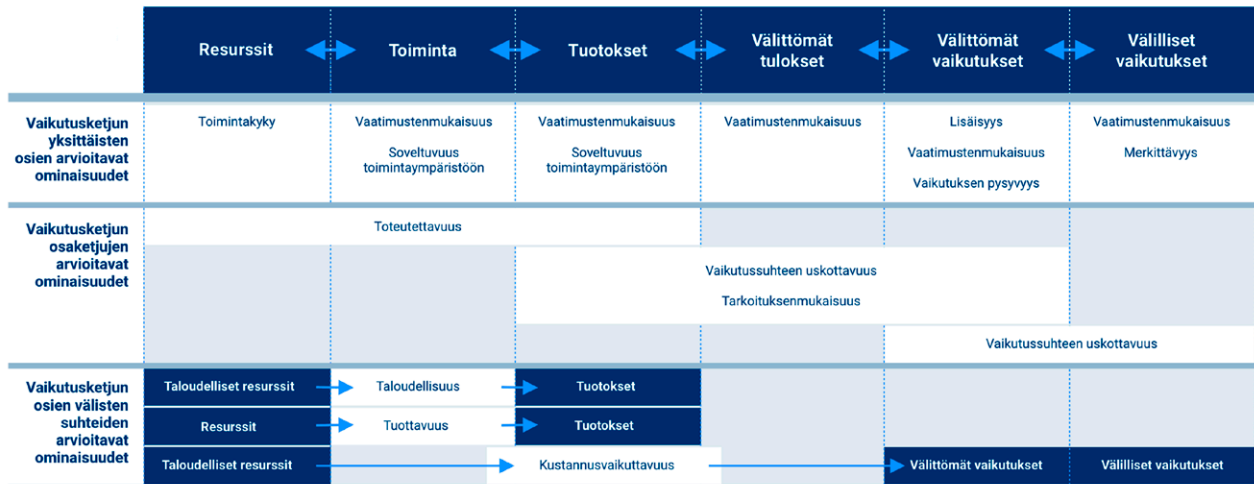 Resurssit
Toiminta
Tuotokset
Välittömät
tulokset
Välittömät
vaikutukset
Välilliset
vaikutukset
Vaikutusketjun
yksittäisten
osien arvioitavat
ominaisuudet
Toimintakyky
Vaatimustenmukaisuus
Soveltuvuus
toimintaympäristöön
Vaatimustenmukaisuus
Soveltuvuus
toimintaympäristöön
Vaatimustenmukaisuus
Lisäisyys
Vaatimustenmukaisuus
Vaikutuksen pysyvyys
Vaatimustenmukaisuus
Merkittävyys
Vaikutusketjun
osaketjujen
arvioitavat
ominaisuudet
Toteutettavuus
Vaikutussuhteen uskottavuus
Tarkoituksenmukaisuus
Vaikutussuhteen uskottavuus
Vaikutusketjun
osien välisten
suhteiden
arvioitavat
ominaisuudet
Taloudelliset resurssit
Taloudellisuus
Tuotokset
Resurssit
Tuottavuus
Tuotokset
Taloudelliset resurssit
Kustannusvaikuttavuus
Välittömät vaikutukset
Välilliset vaikutukset